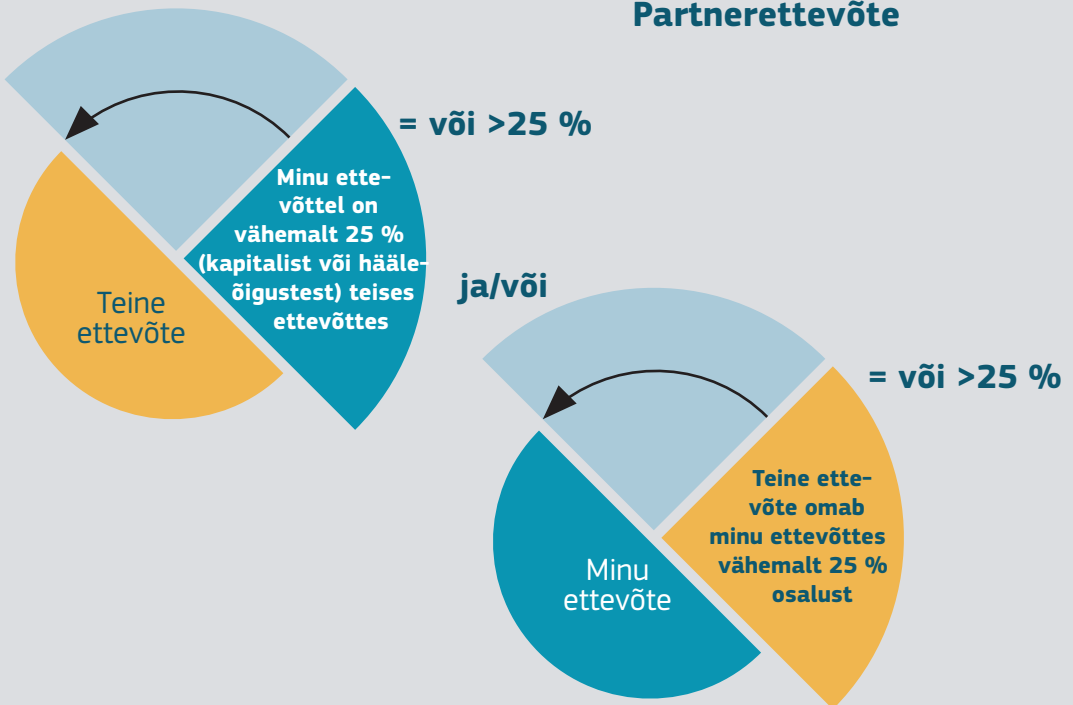 Partnerettevõte
= või >25 %
Minu ette-
võttel on
vähemalt 25 %
(kapitalist või hääle-
õigustest) teises
ettevõttes
Teine
ettevõte
ja/või
= või >25 %
Teine ette-
võte omab
minu ettevõttes
vähemalt 25 %
osalust
Minu
ettevõte